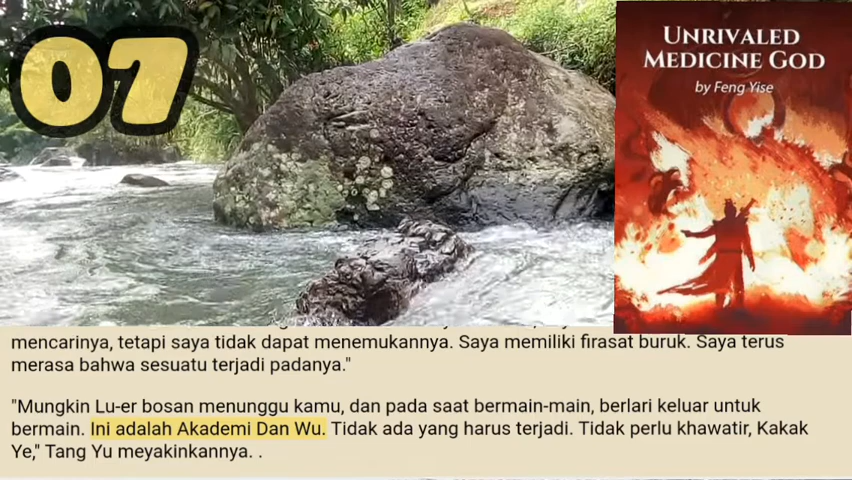 07
UNRIVALED
MEDICINE GOD
by Feng Yise
mencarinya, tetapi saya tidak dapat menemukannya. Saya memiliki firasat buruk. Saya terus
merasa bahwa sesuatu terjadi padanya."
"Mungkin Lu-er bosan menunggu kamu, dan pada saat bermain-main, berlari keluar untuk
bermain. Ini adalah Akademi Dan Wu. Tidak ada yang harus terjadi. Tidak perlu khawatir, Kakak
Ye," Tang Yu meyakinkannya. .